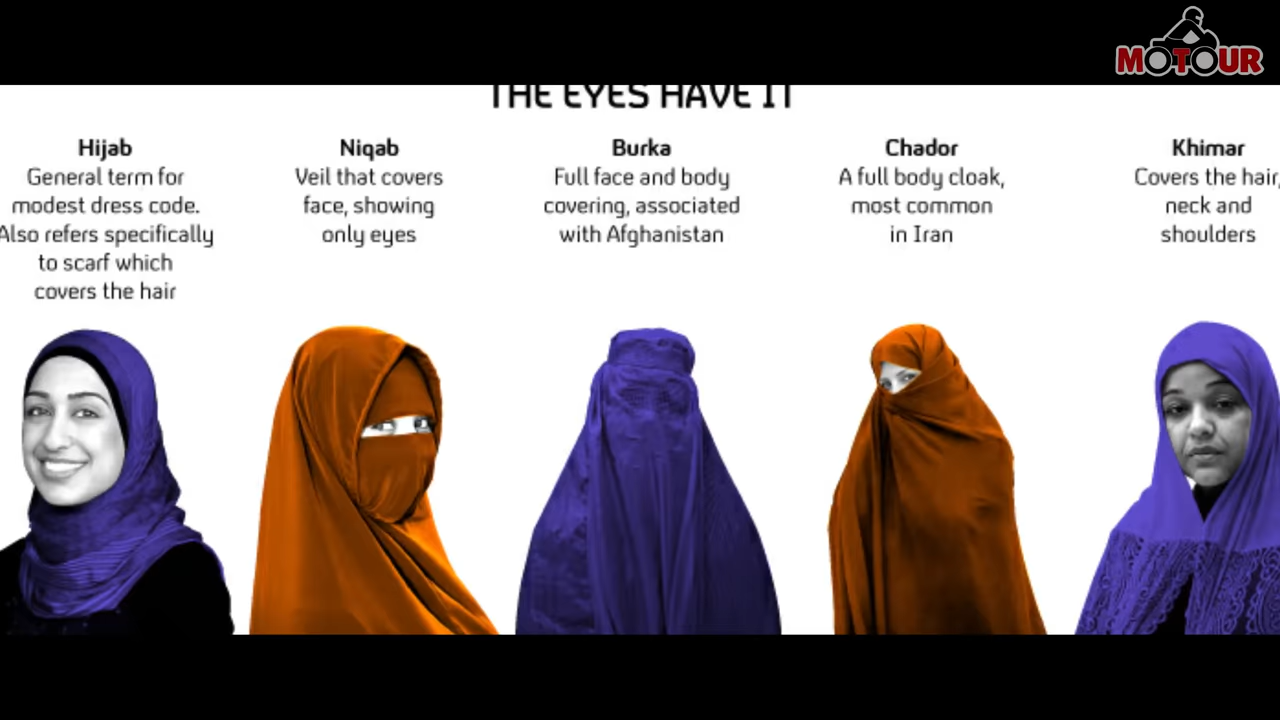 MOTOUR
THE EYES HAVE IT
Hijab
General term for
modest dress code.
Also refers specifically
to scarf which
covers the hair
Niqab
Veil that covers
face, showing
only eyes
Burka
Full face and body
covering, associated
with Afghanistan
Chador
A full body cloak,
most common
in Iran
Khimar
Covers the hair,
neck and
shoulders